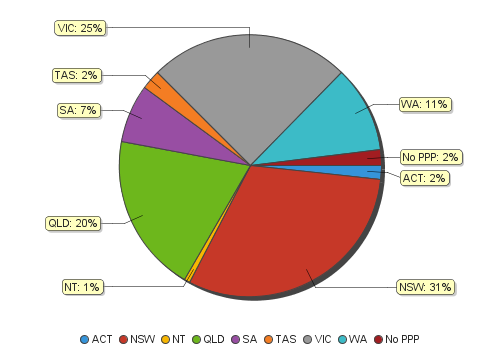 VIC: 25%
TAS: 2%
SA: 7%
WA: 11%
No PPP: 2%
ACT: 2%
QLD: 20%
NT: 1%
NSW: 31%
ACT NSW NT QLD SA TAS VIC WA No PPP